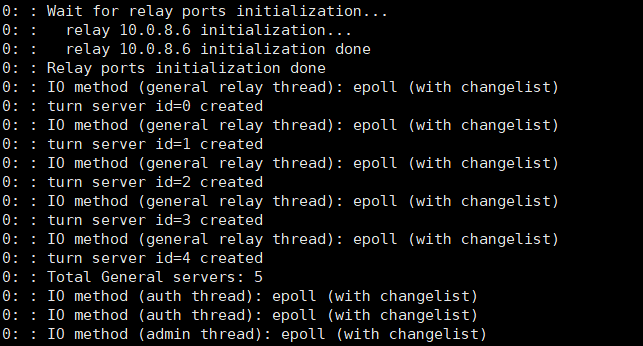 0: : Wait for relay ports initialization...
0: :   relay 10.0.8.6 initialization...
0: :   relay 10.0.8.6 initialization done
0: : Relay ports initialization done
0: : IO method (general relay thread): epoll (with changelist)
0: : turn server id=0 created
0: : IO method (general relay thread): epoll (with changelist)
0: : turn server id=1 created
0: : IO method (general relay thread): epoll (with changelist)
0: : turn server id=2 created
0: : IO method (general relay thread): epoll (with changelist)
0: : turn server id=3 created
0: : IO method (general relay thread): epoll (with changelist)
0: : turn server id=4 created
0: : Total General servers: 5
0: : IO method (auth thread): epoll (with changelist)
0: : IO method (auth thread): epoll (with changelist)
0: : IO method (admin thread): epoll (with changelist)